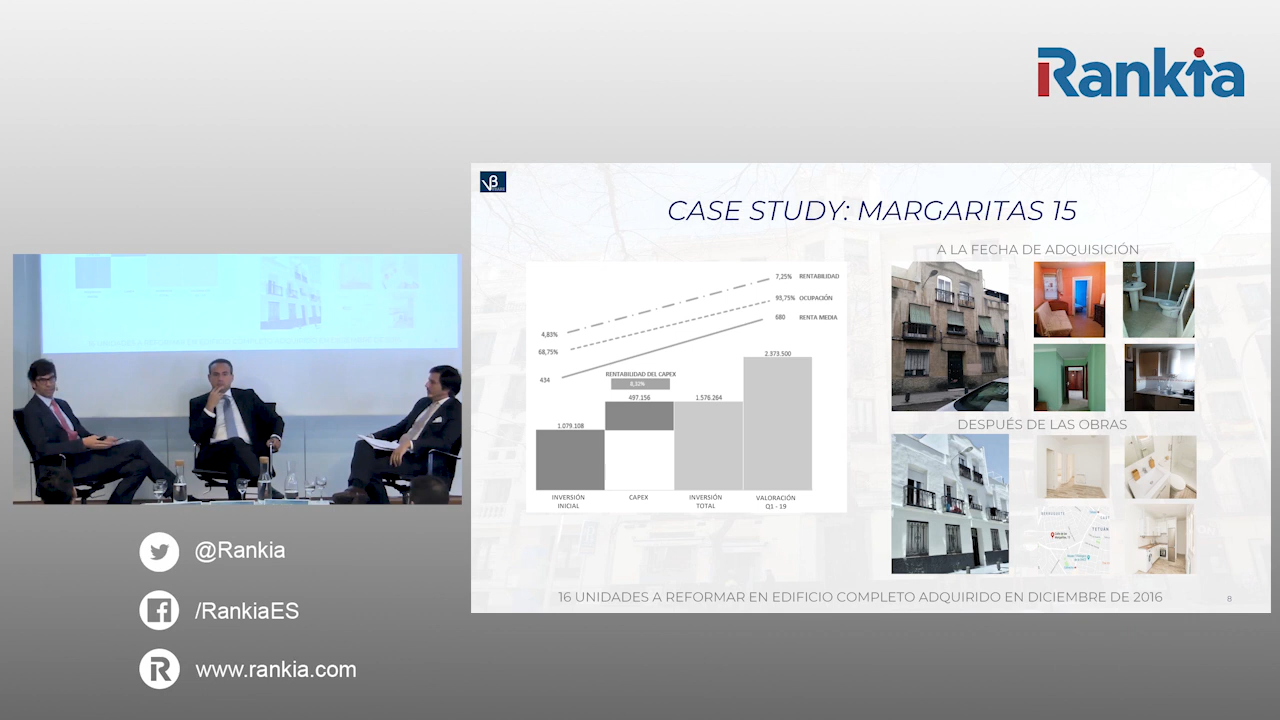 Rankia
CASE STUDY: MARGARITAS 15
A LA FECHA DE ADQUISICIÓN
7,25% RENTABILIDAD
93,75% OCUPACIÓN
680 RENTA MEDIA
4,83%
68,75%
434
RENTABILIDAD DEL CAPEX
8,32%
1.079.108
497.156
1.576.264
2.373.500
INVERSIÓN
INICIAL
CAPEX
INVERSIÓN
TOTAL
VALORACIÓN
Q1 - 19
DESPUÉS DE LAS OBRAS
TETUÁN
16 UNIDADES A REFORMAR EN EDIFICIO COMPLETO ADQUIRIDO EN DICIEMBRE DE 2016
8
@Rankia
/RankiaES
www.rankia.com